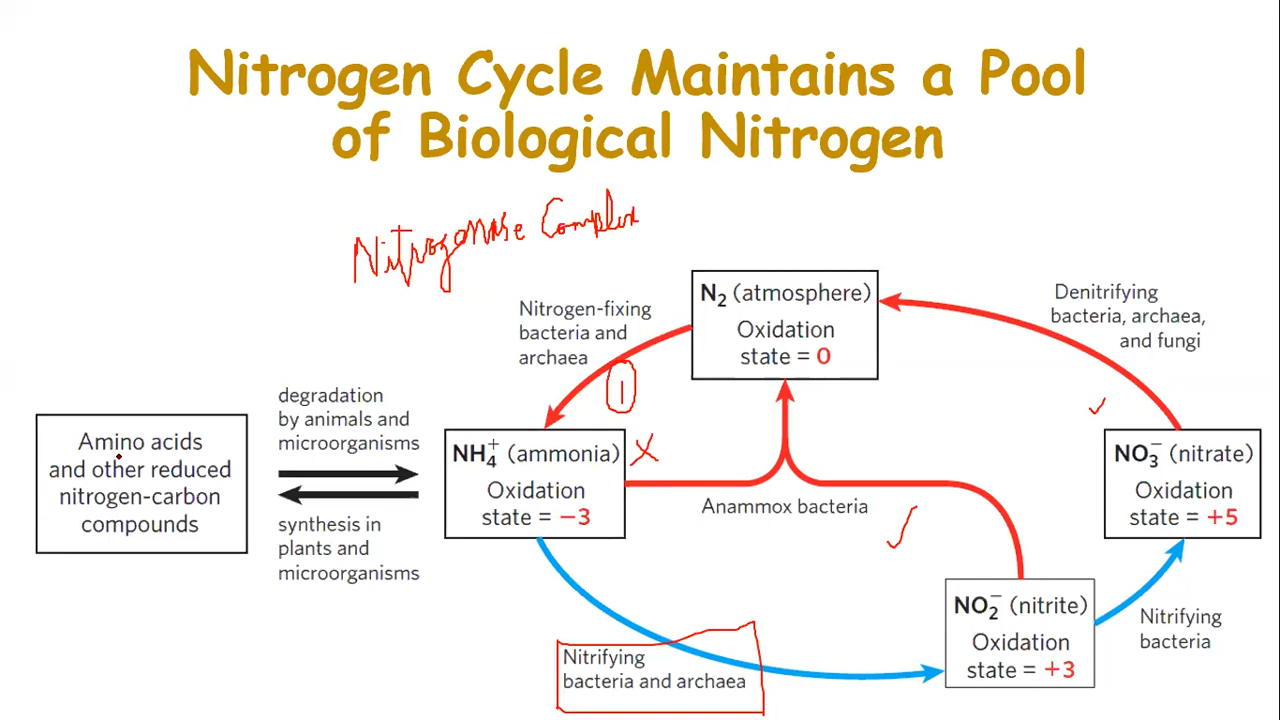 Nitrogen Cycle Maintains a Pool
of Biological Nitrogen
Nitrogenase Complex
N₂ (atmosphere)
Oxidation
state = 0
Nitrogen-fixing
bacteria and
archaea
1
Denitrifying
bacteria, archaea,
and fungi
degradation
by animals and
microorganisms
Amino acids
and other reduced
nitrogen-carbon
compounds
synthesis in
plants and
microorganisms
NH₄⁺ (ammonia)
Oxidation
state = −3
Anammox bacteria
NO₃⁻ (nitrate)
Oxidation
state = +5
NO₂⁻ (nitrite)
Oxidation
state = +3
Nitrifying
bacteria
Nitrifying
bacteria and archaea